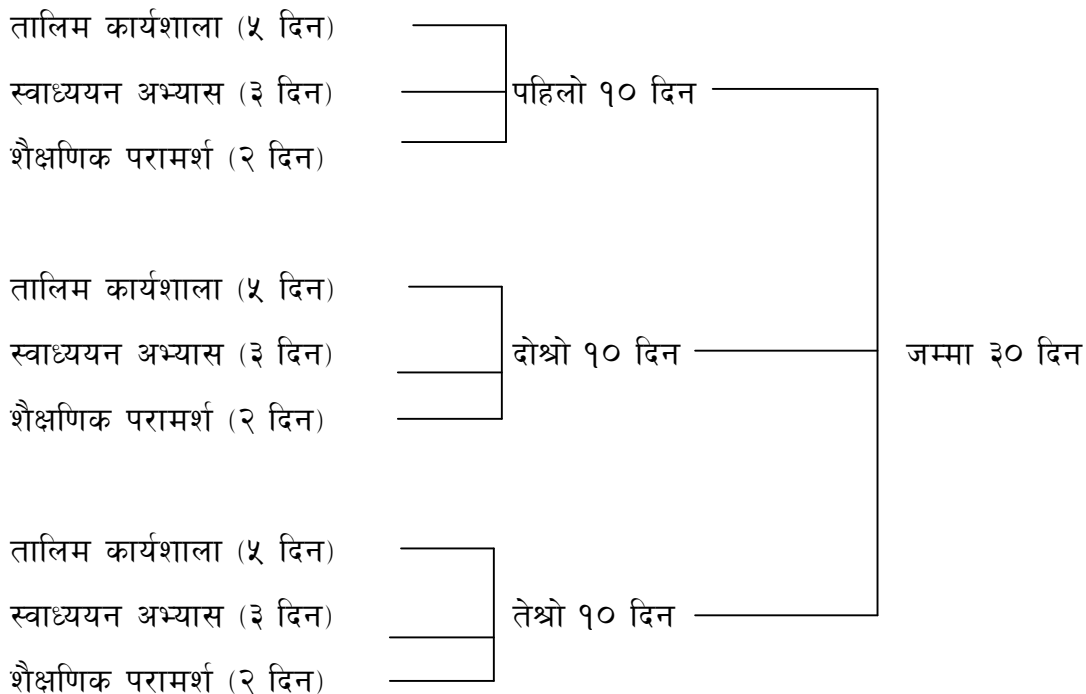 तालिम कार्यशाला (५ दिन)
स्वाध्ययन अभ्यास (३ दिन)
पहिलो १० दिन
शैक्षणिक परामर्श (२ दिन)
तालिम कार्यशाला (५ दिन)
स्वाध्ययन अभ्यास (३ दिन)
दोश्रो १० दिन
जम्मा ३० दिन
शैक्षणिक परामर्श (२ दिन)
तालिम कार्यशाला (५ दिन)
स्वाध्ययन अभ्यास (३ दिन)
तेश्रो १० दिन
शैक्षणिक परामर्श (२ दिन)